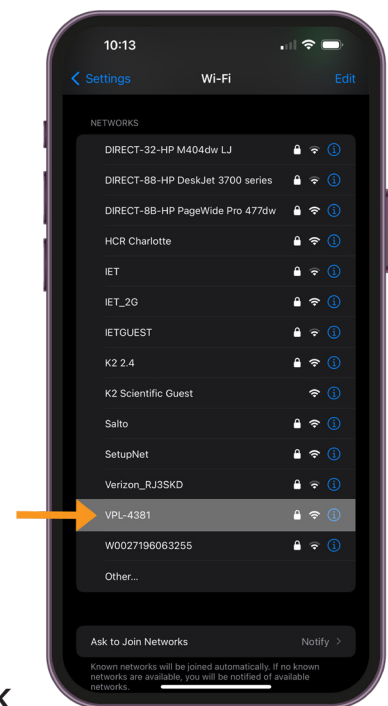 10:13
Settings Wi-Fi Edit
NETWORKS
DIRECT-32-HP M404dw LJ
DIRECT-88-HP DeskJet 3700 series
DIRECT-8B-HP PageWide Pro 477dw
HCR Charlotte
IET
IET_2G
IETGUEST
K2 2.4
K2 Scientific Guest
Salto
SetupNet
Verizon_RJ3SKD
VPL-4381
W0027196063255
Other...
Ask to Join Networks Notify
Known networks will be joined automatically. If no known
networks are available, you will be notified of available
networks.
K